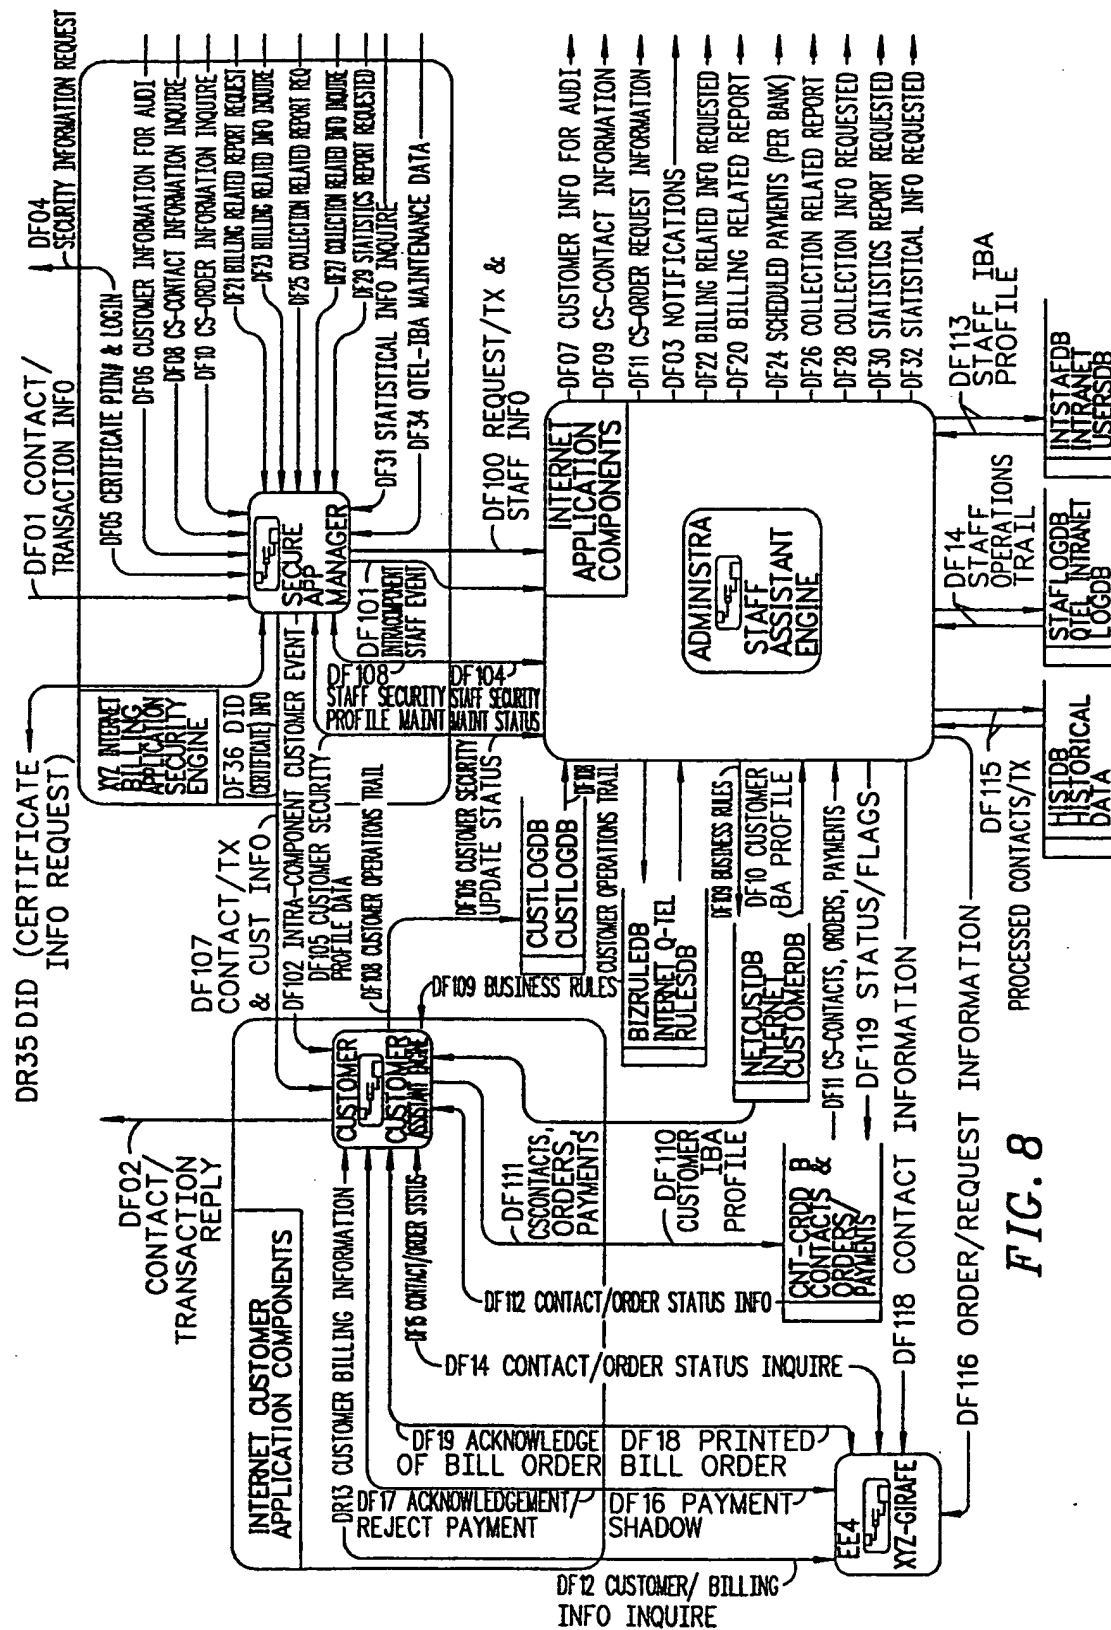 DR35DID (CERTIFICATE
INFO REQUEST)
DF01 CONTACT/
TRANSACTION INFO
DF04
SECURITY INFORMATION REQUEST
DF05 CERTIFICATE PIN# & LOGIN
DF06 CUSTOMER INFORMATION FOR AUDI
DF08 CS-CONTACT INFORMATION INQUIRE
DF10 CS-ORDER INFORMATION INQUIRE
DF21 BILLING RELATED REPORT REQUEST
DF23 BILLING RELATED INFO INQUIRE
DF25 COLLECTION RELATED REPORT REQ
DF27 COLLECTION RELATED INFO INQUIRE
DF29 STATISTICS REPORT REQUESTED
DF31 STATISTICAL INFO INQUIRE
DF34 QTEL-IBA MAINTENANCE DATA
XYZ INTERNET
BILLING
APPLICATION
SECURITY
ENGINE
SECURE
APP
MANAGER
DF36 DID
(CERTIFICATE) INFO
DF107
CONTACT/TX
& CUST INFO
DF102 INTRA-COMPONENT CUSTOMER EVENT
DF105 CUSTOMER SECURITY
PROFILE DATA
DF108 CUSTOMER OPERATIONS TRAIL
DF108
STAFF SECURITY
PROFILE MAINT
DF101
INTRACOMPONENT
STAFF EVENT
DF104
STAFF SECURITY
MAINT STATUS
DF100 REQUEST/TX &
STAFF INFO
DF106 CUSTOMER SECURITY
UPDATE STATUS
DF02
CONTACT/
TRANSACTION
REPLY
INTERNET CUSTOMER
APPLICATION COMPONENTS
CUSTOMER
CUSTOMER
ASSISTANT ENGINE
DR13 CUSTOMER BILLING INFORMATION
DF15 CONTACT/ORDER STATUS
DF14 CONTACT/ORDER STATUS INQUIRE
DF19 ACKNOWLEDGE
OF BILL ORDER
DF18 PRINTED
BILL ORDER
DF17 ACKNOWLEDGEMENT/
REJECT PAYMENT
DF16 PAYMENT
SHADOW
DF12 CUSTOMER/ BILLING
INFO INQUIRE
DF109 BUSINESS RULES
DF111
CSCONTACTS,
ORDERS,
PAYMENTS
DF110
CUSTOMER
IBA
PROFILE
DF112 CONTACT/ORDER STATUS INFO
CUSTLOGDB
CUSTLOGDB
DF108
CUSTOMER OPERATIONS TRAIL
BIZRULEDB
INTERNET Q-TEL
RULESDB
DF109 BUSINESS RULES
NETCUSTDB
INTERNET
CUSTOMERDB
DF10 CUSTOMER
BA PROFILE
CNT-CRDD B
CONTACTS &
ORDERS/
PAYMENTS
DF11 CS-CONTACTS, ORDERS, PAYMENTS
DF119 STATUS/FLAGS
DF118 CONTACT INFORMATION
DF116 ORDER/REQUEST INFORMATION
EE4
XYZ-GIRAFE
INTERNET
APPLICATION
COMPONENTS
ADMINISTRA
STAFF
ASSISTANT
ENGINE
DF07 CUSTOMER INFO FOR AUDI
DF09 CS-CONTACT INFORMATION
DF11 CS-ORDER REQUEST INFORMATION
DF03 NOTIFICATIONS
DF22 BILLING RELATED INFO REQUESTED
DF20 BILLING RELATED REPORT
DF24 SCHEDULED PAYMENTS (PER BANK)
DF26 COLLECTION RELATED REPORT
DF28 COLLECTION INFO REQUESTED
DF30 STATISTICS REPORT REQUESTED
DF32 STATISTICAL INFO REQUESTED
DF113
STAFF IBA
PROFILE
DF14
STAFF
OPERATIONS
TRAIL
DF115
PROCESSED CONTACTS/TX
INTSTAFDB
INTRANET
USERSDB
STAFLOGDB
QTEL INTRANET
LOGDB
HISTDB
HISTORICAL
DATA
FIG. 8